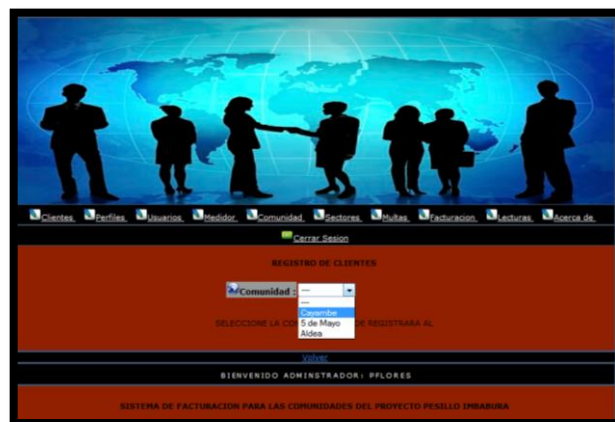 Clientes Perfiles Usuarios Medidor Comunidad Sectores Multas Facturacion Lecturas Acerca de
Cerrar Sesion
REGISTRO DE CLIENTES
Comunidad : ---
---
Cayambe
5 de Mayo
Aldea
SELECCIONE LA CO DE REGISTRARA AL
Volver
BIENVENIDO ADMINSTRADOR: PFLORES
SISTEMA DE FACTURACION PARA LAS COMUNIDADES DEL PROYECTO PESILLO IMBABURA